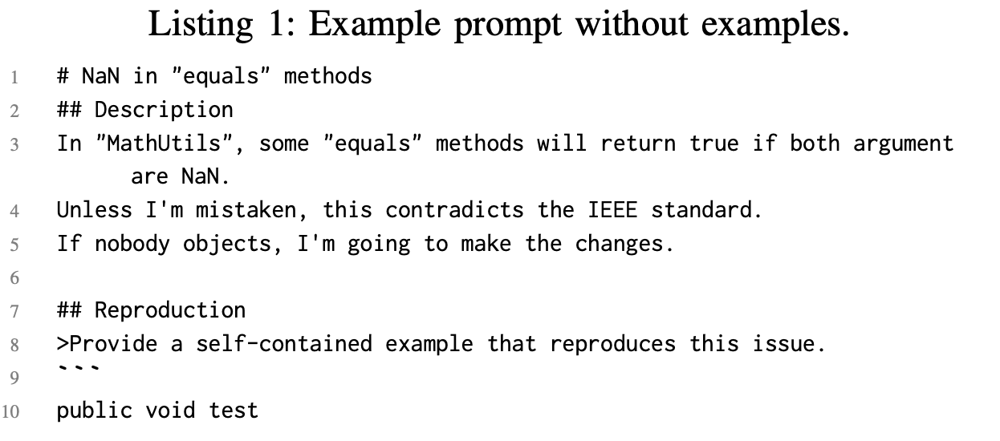 Listing 1: Example prompt without examples.
1 # NaN in "equals" methods
2 ## Description
3 In "MathUtils", some "equals" methods will return true if both argument
are NaN.
4 Unless I'm mistaken, this contradicts the IEEE standard.
5 If nobody objects, I'm going to make the changes.
6
7 ## Reproduction
8 >Provide a self-contained example that reproduces this issue.
9 ```
10 public void test